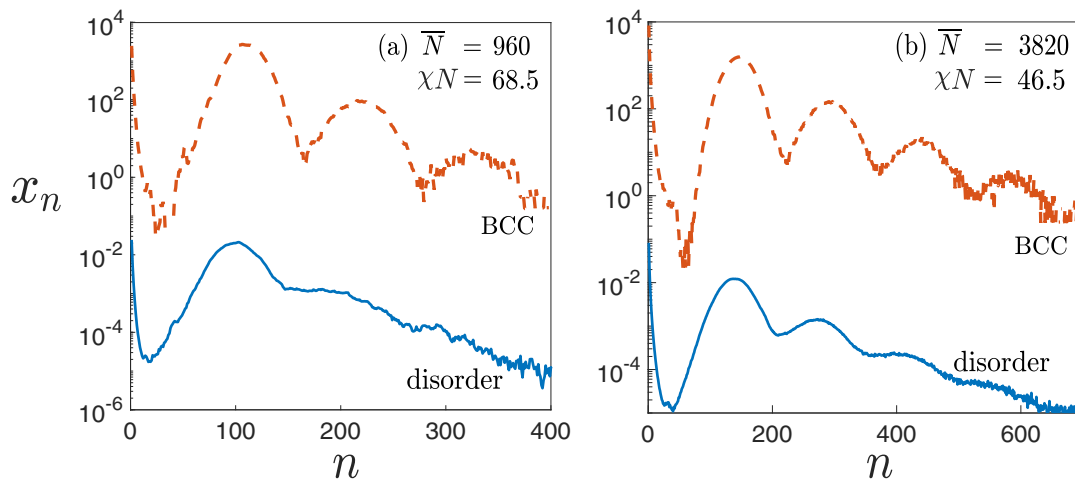 (a) N̅ = 960
χN = 68.5
10^4
10^2
10^0
10^-2
10^-4
10^-6
x_n
BCC
disorder
0 100 200 300 400
n
(b) N̅ = 3820
χN = 46.5
10^4
10^2
10^0
10^-2
10^-4
BCC
disorder
0 200 400 600
n